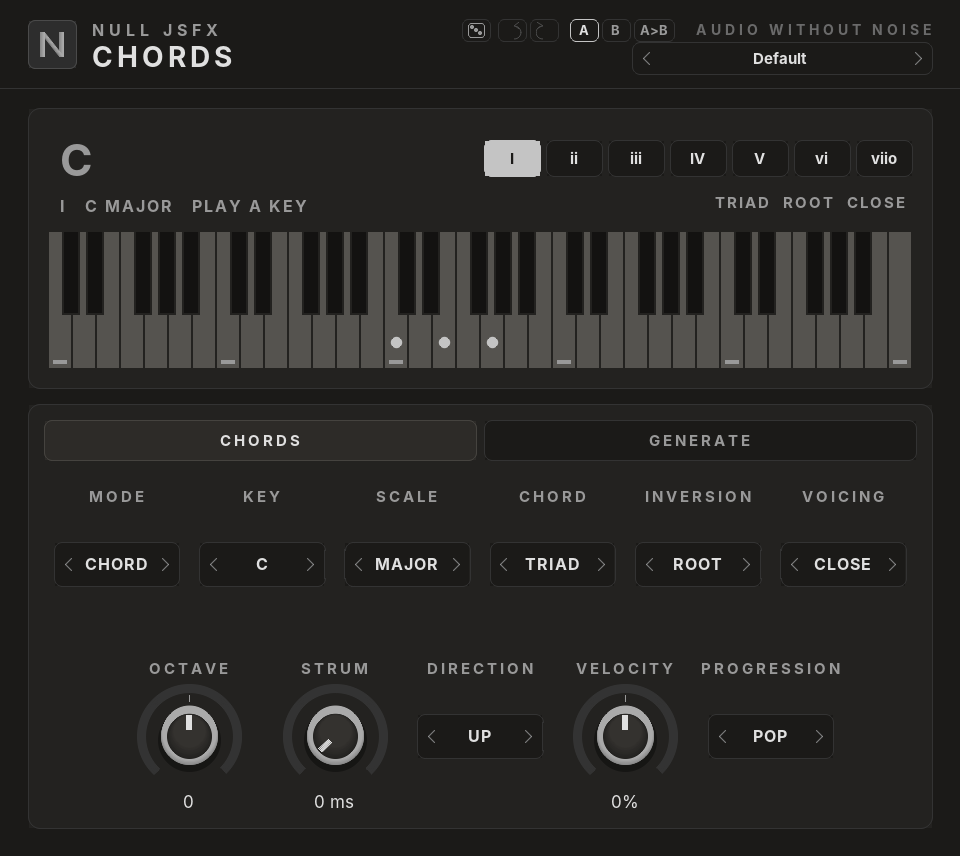 N
NULL JSFX
CHORDS
A B A>B
AUDIO WITHOUT NOISE
Default
C
I ii iii IV V vi viio
I C MAJOR PLAY A KEY
TRIAD ROOT CLOSE
CHORDS GENERATE
MODE KEY SCALE CHORD INVERSION VOICING
CHORD C MAJOR TRIAD ROOT CLOSE
OCTAVE STRUM DIRECTION VELOCITY PROGRESSION
UP POP
0 0 ms 0%